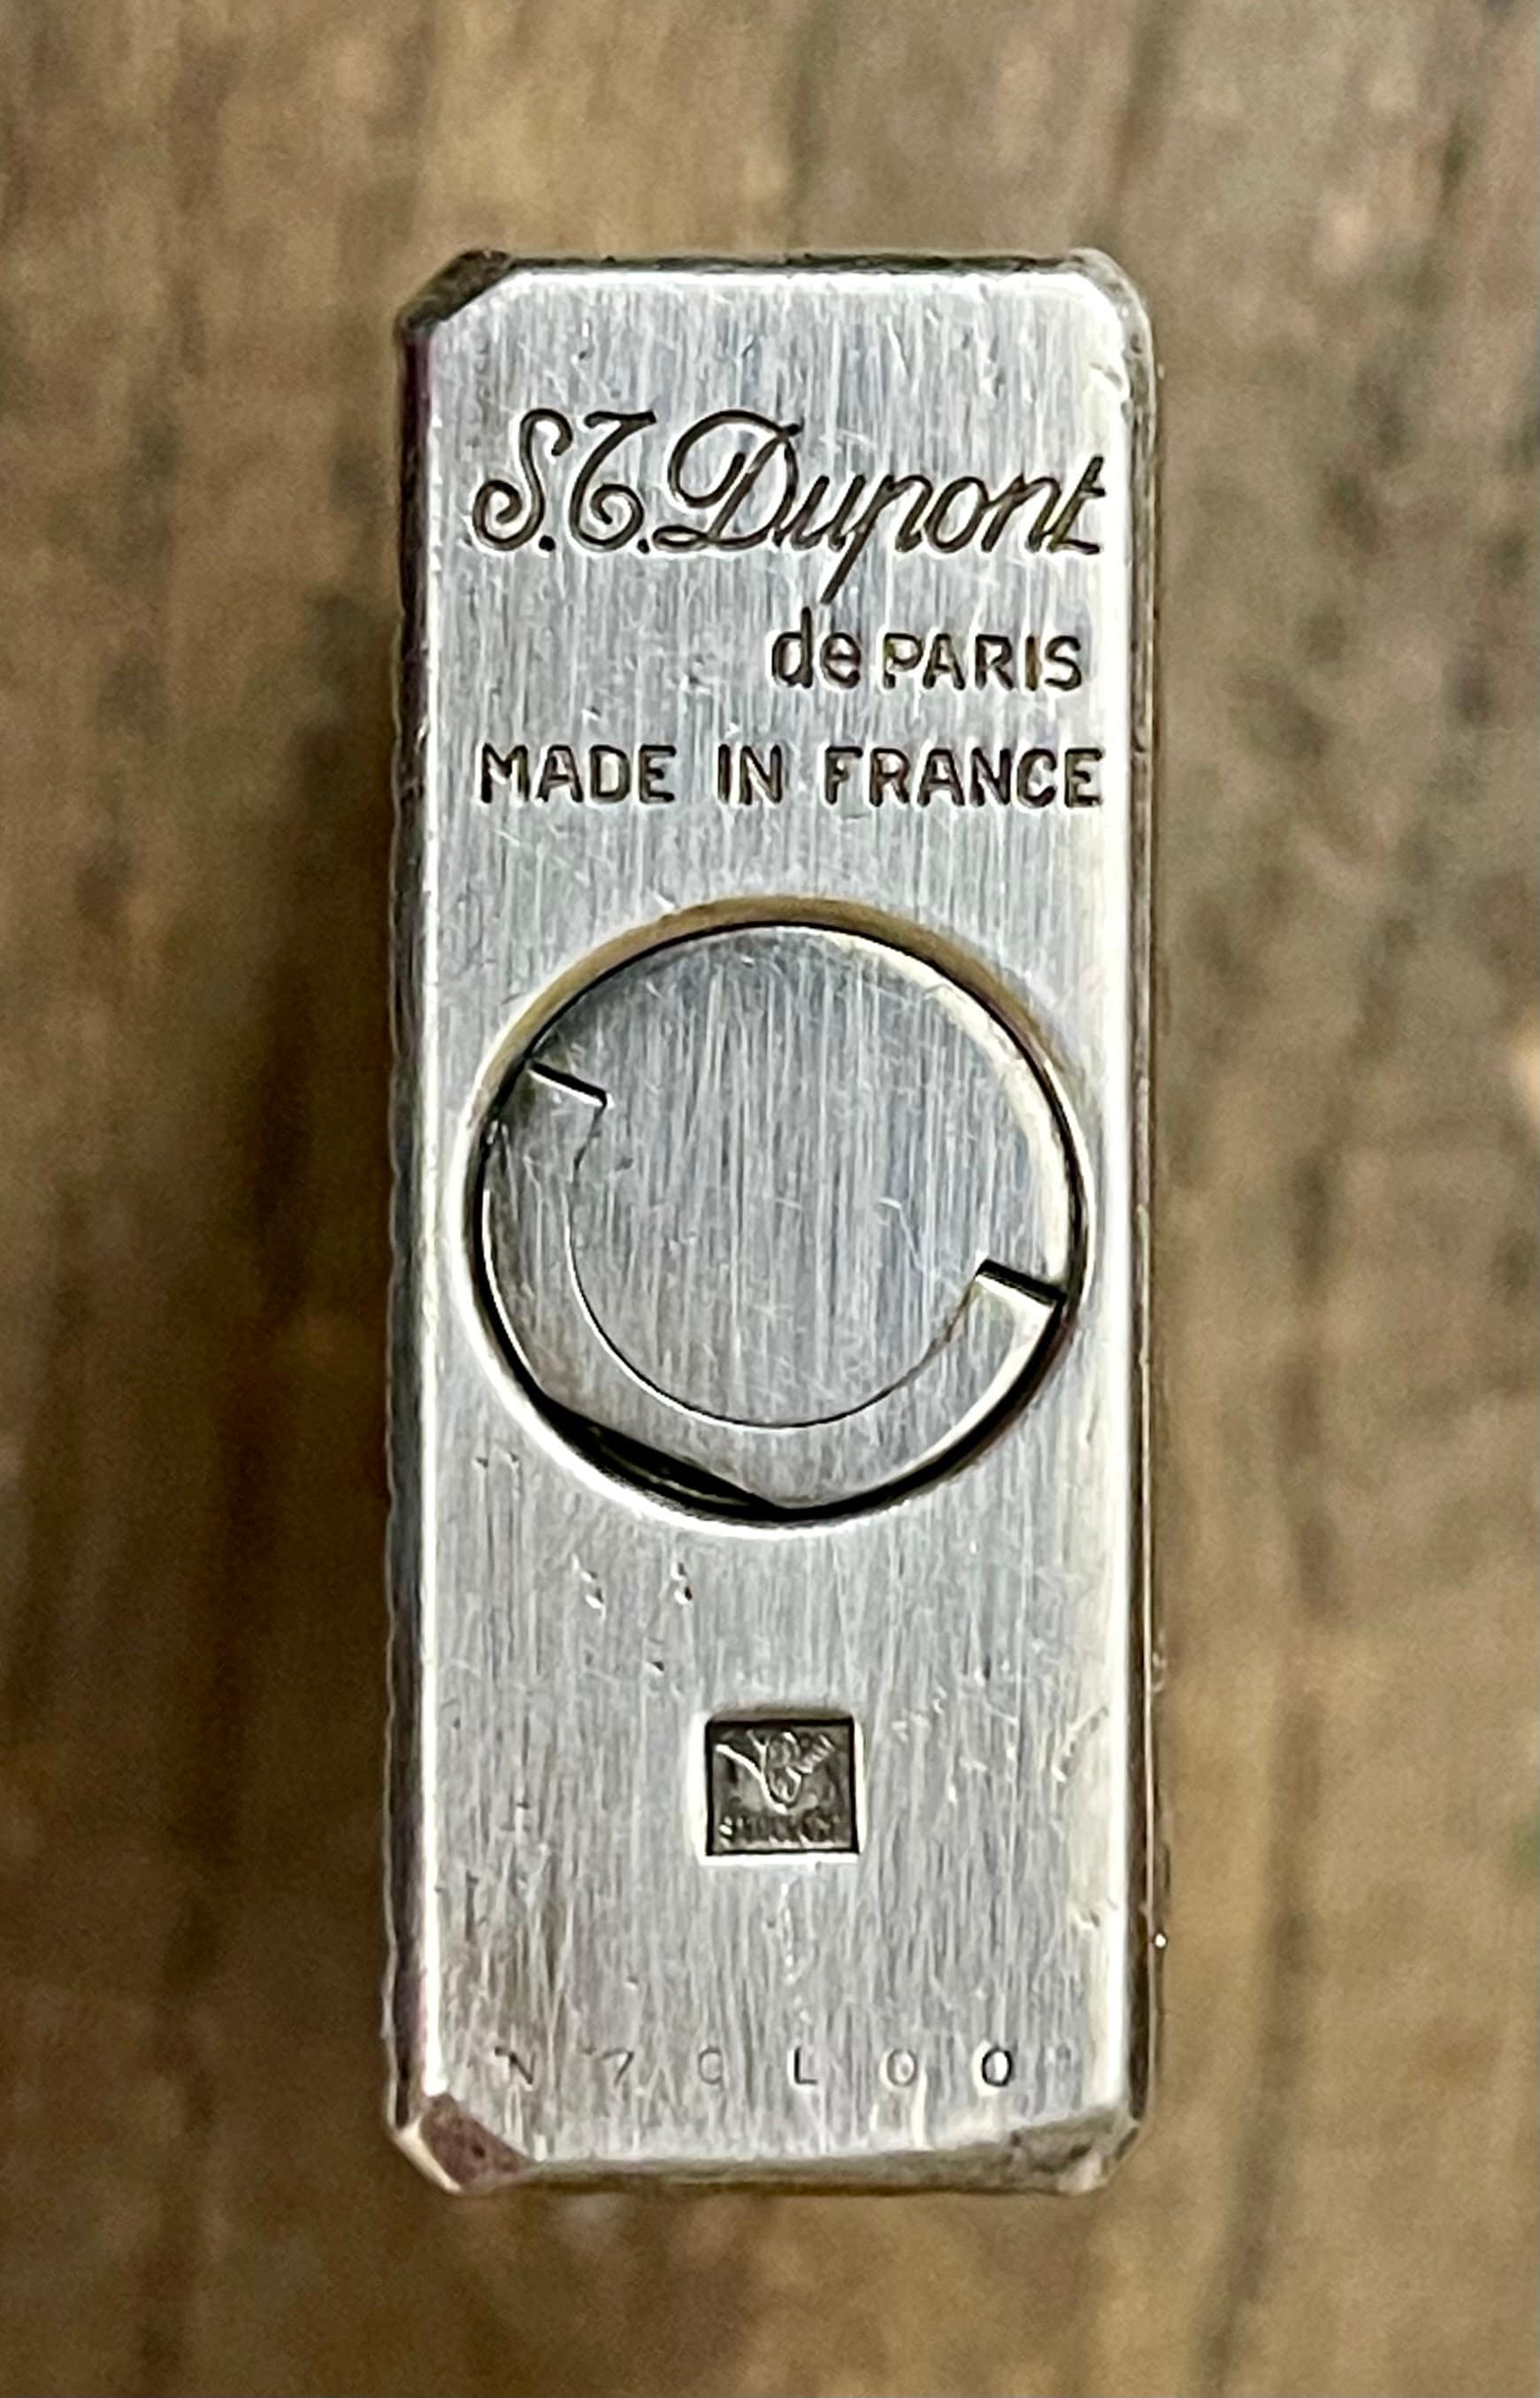 S.T. Dupont
de PARIS
MADE IN FRANCE